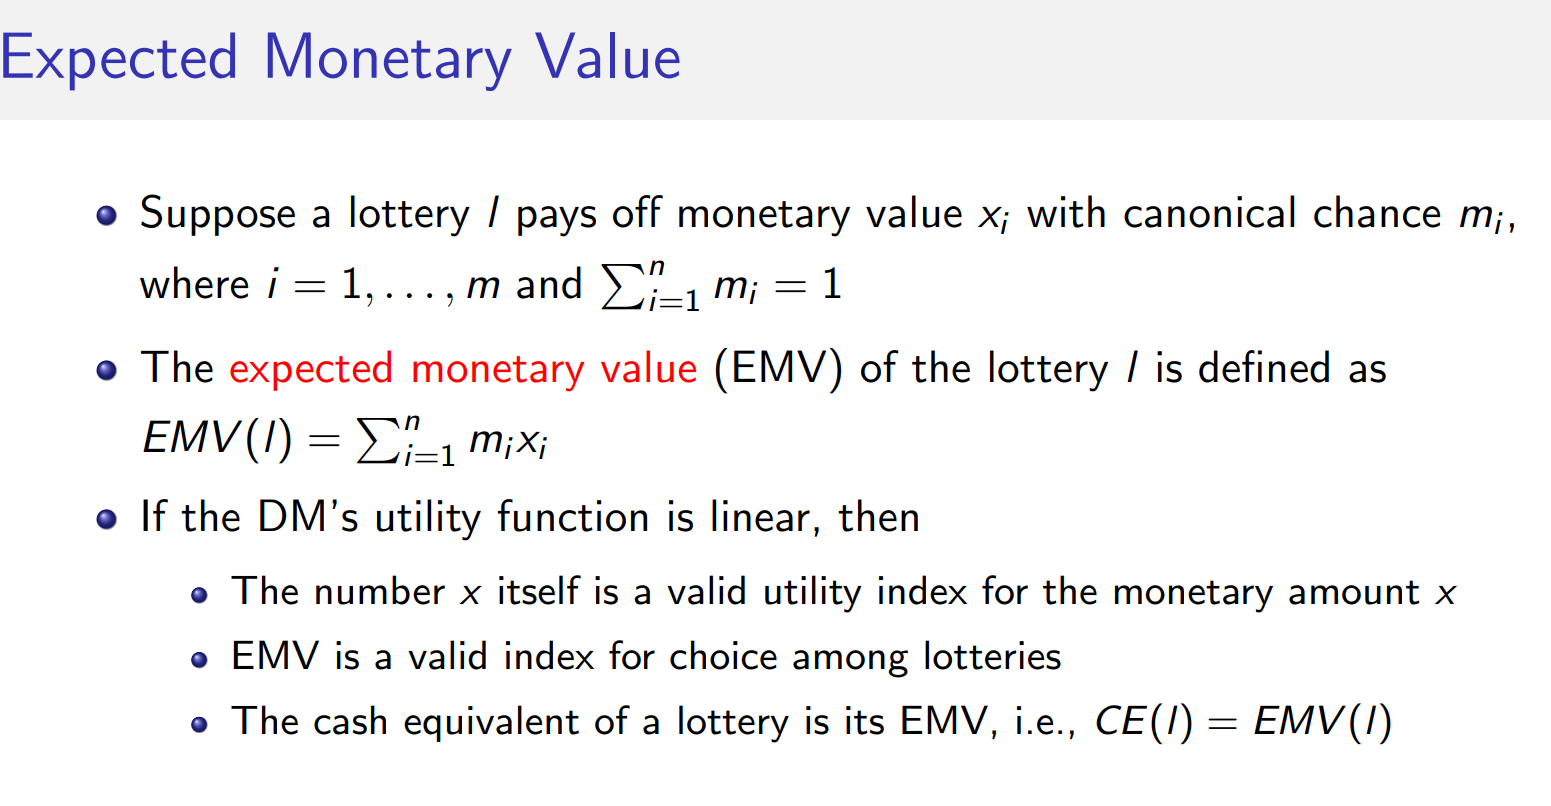 Expected Monetary Value
• Suppose a lottery l pays off monetary value x_i with canonical chance m_i,
where i = 1, . . . , m and ∑_{i=1}^{n} m_i = 1
• The expected monetary value (EMV) of the lottery l is defined as
EMV(l) = ∑_{i=1}^{n} m_i x_i
• If the DM's utility function is linear, then
• The number x itself is a valid utility index for the monetary amount x
• EMV is a valid index for choice among lotteries
• The cash equivalent of a lottery is its EMV, i.e., CE(l) = EMV(l)